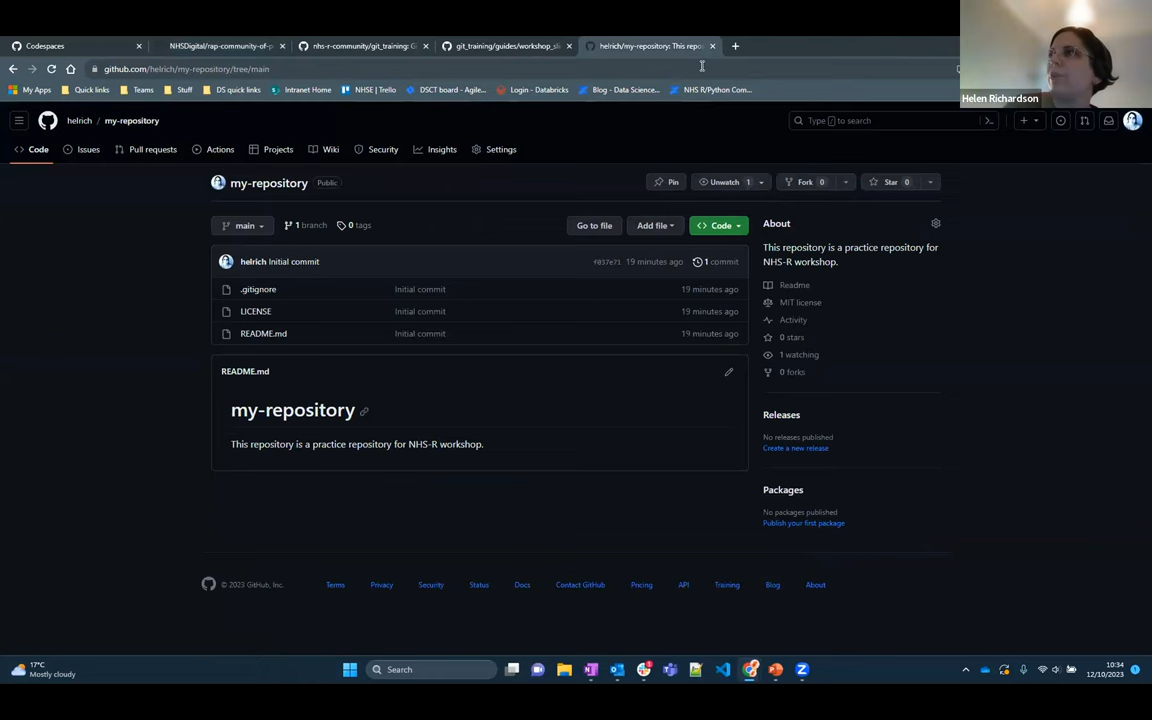 Codespaces
NHSDigital/rap-community-of-p
nhs-r-community/git_training: G
git_training/guides/workshop_sli
helrich/my-repository: This repo
github.com/helrich/my-repository/tree/main
My Apps
Quick links
Teams
Stuff
DS quick links
Intranet Home
NHSE | Trello
DSCT board - Agile...
Login - Databricks
Blog - Data Science...
NHS R/Python Com...
Helen Richardson
helrich / my-repository
Type / to search
Code
Issues
Pull requests
Actions
Projects
Wiki
Security
Insights
Settings
my-repository
Public
Pin
Unwatch 1
Fork 0
Star 0
main
1 branch
0 tags
Go to file
Add file
Code
About
This repository is a practice repository for
NHS-R workshop.
helrich Initial commit
f037e71 19 minutes ago
1 commit
.gitignore
Initial commit
19 minutes ago
LICENSE
Initial commit
19 minutes ago
README.md
Initial commit
19 minutes ago
Readme
MIT license
Activity
0 stars
1 watching
0 forks
README.md
my-repository
This repository is a practice repository for NHS-R workshop.
Releases
No releases published
Create a new release
Packages
No packages published
Publish your first package
© 2023 GitHub, Inc.
Terms
Privacy
Security
Status
Docs
Contact GitHub
Pricing
API
Training
Blog
About
17°C
Mostly cloudy
Search
10:34
12/10/2023